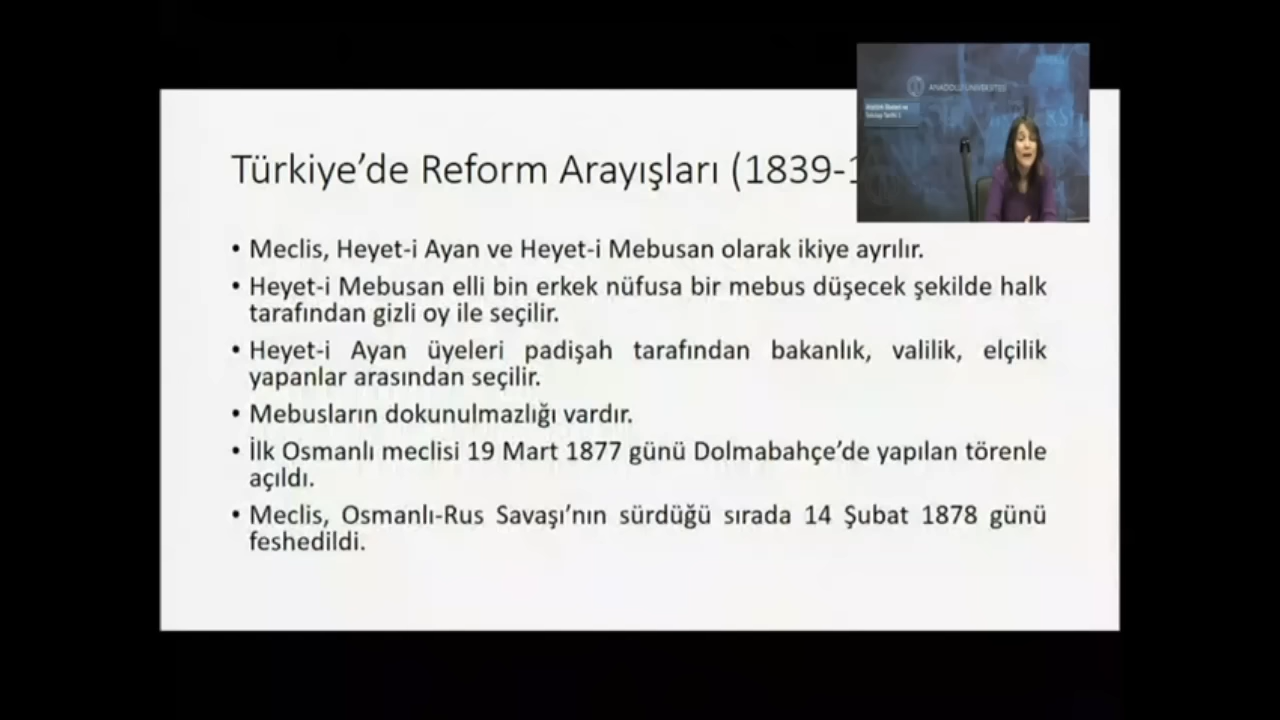 ANADOLU ÜNİVERSİTESİ
Türkiye’de Reform Arayışları (1839-1
• Meclis, Heyet-i Ayan ve Heyet-i Mebusan olarak ikiye ayrılır.
• Heyet-i Mebusan elli bin erkek nüfusa bir mebus düşecek şekilde halk
tarafından gizli oy ile seçilir.
• Heyet-i Ayan üyeleri padişah tarafından bakanlık, valilik, elçilik
yapanlar arasından seçilir.
• Mebusların dokunulmazlığı vardır.
• İlk Osmanlı meclisi 19 Mart 1877 günü Dolmabahçe’de yapılan törenle
açıldı.
• Meclis, Osmanlı-Rus Savaşı’nın sürdüğü sırada 14 Şubat 1878 günü
feshedildi.